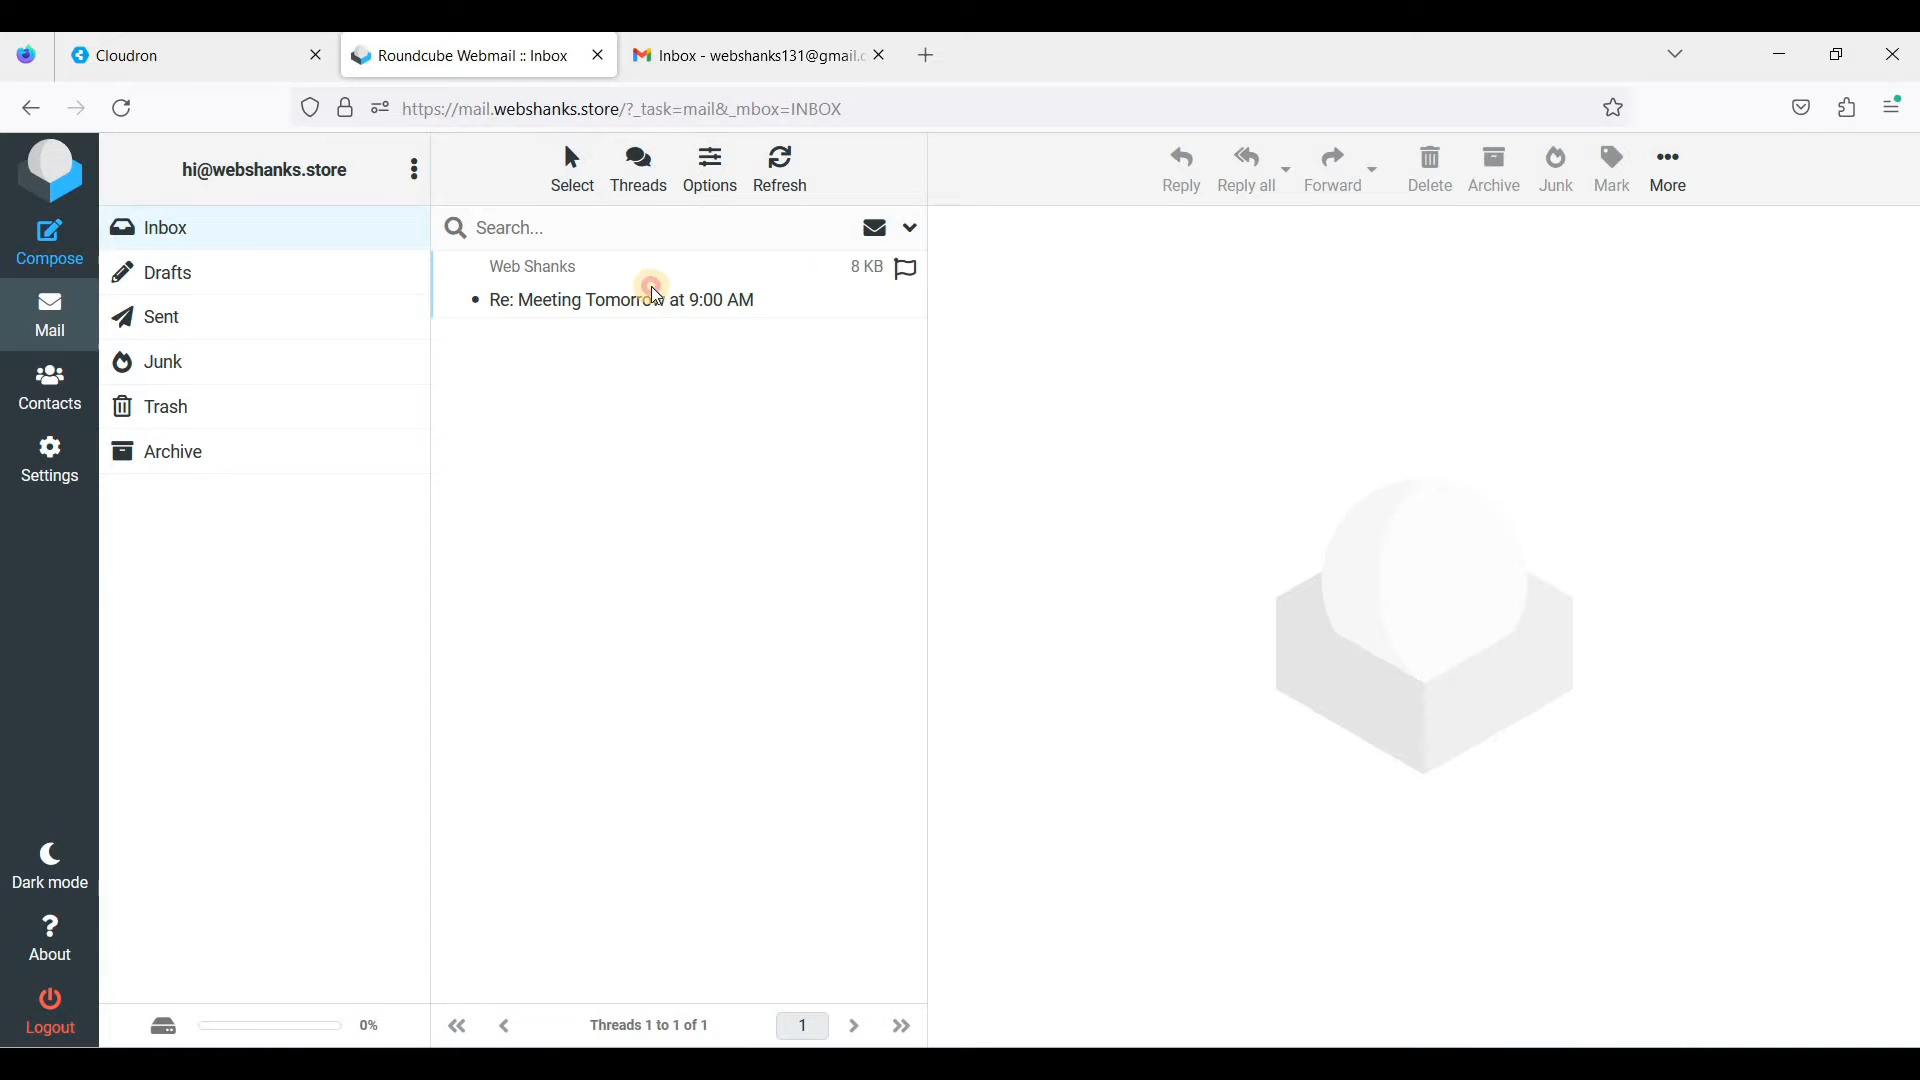 Cloudron
Roundcube Webmail :: Inbox
Inbox - webshanks131@gmail.c
https://mail.webshanks.store/?_task=mail&_mbox=INBOX
hi@webshanks.store
Select Threads Options Refresh
Reply Reply all Forward Delete Archive Junk Mark More
Compose
Mail
Contacts
Settings
Dark mode
About
Logout
Inbox
Drafts
Sent
Junk
Trash
Archive
0%
Search...
Web Shanks 8 KB
Re: Meeting Tomorrow at 9:00 AM
Threads 1 to 1 of 1
1